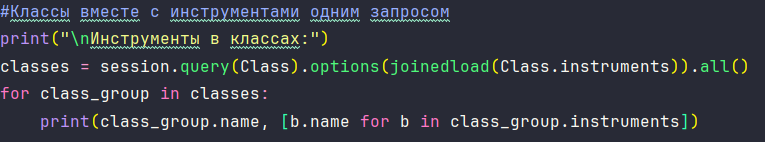 #Классы вместе с инструментами одним запросом
print("\nИнструменты в классах:")
classes = session.query(Class).options(joinedload(Class.instruments)).all()
for class_group in classes:
    print(class_group.name, [b.name for b in class_group.instruments])